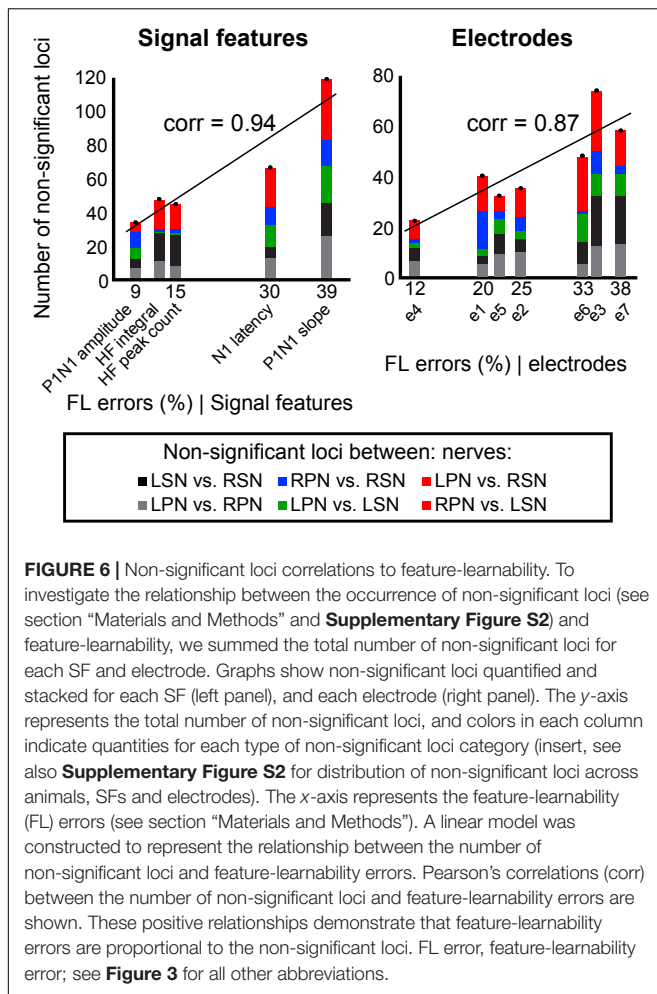 Signal features
Electrodes
Number of non-significant loci
120
100
80
60
40
20
0
corr = 0.94
9
15
30
39
P1N1 amplitude
HF integral
HF peak count
N1 latency
P1N1 slope
FL errors (%) | Signal features
80
60
40
20
0
corr = 0.87
12
20
25
33
38
e4
e1
e5
e2
e6
e3
e7
FL errors (%) | electrodes
Non-significant loci between: nerves:
LSN vs. RSN RPN vs. RSN LPN vs. RSN
LPN vs. RPN LPN vs. LSN RPN vs. LSN
FIGURE 6 | Non-significant loci correlations to feature-learnability. To
investigate the relationship between the occurrence of non-significant loci (see
section “Materials and Methods” and Supplementary Figure S2) and
feature-learnability, we summed the total number of non-significant loci for
each SF and electrode. Graphs show non-significant loci quantified and
stacked for each SF (left panel), and each electrode (right panel). The y-axis
represents the total number of non-significant loci, and colors in each column
indicate quantities for each type of non-significant loci category (insert, see
also Supplementary Figure S2 for distribution of non-significant loci across
animals, SFs and electrodes). The x-axis represents the feature-learnability
(FL) errors (see section “Materials and Methods”). A linear model was
constructed to represent the relationship between the number of
non-significant loci and feature-learnability errors. Pearson’s correlations (corr)
between the number of non-significant loci and feature-learnability errors are
shown. These positive relationships demonstrate that feature-learnability
errors are proportional to the non-significant loci. FL error, feature-learnability
error; see Figure 3 for all other abbreviations.